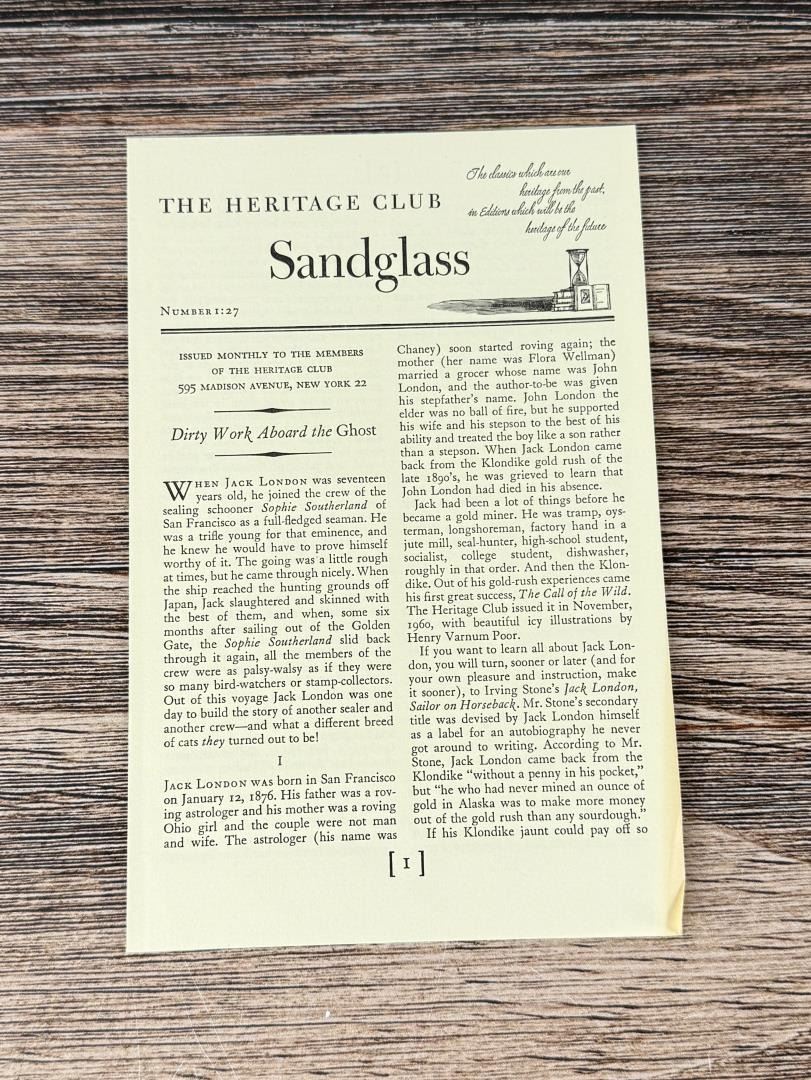 THE HERITAGE CLUB
The classics which are our
heritage from the past,
in Editions which will be the
heritage of the future
Sandglass
NUMBER 1:27
ISSUED MONTHLY TO THE MEMBERS
OF THE HERITAGE CLUB
595 MADISON AVENUE, NEW YORK 22
Dirty Work Aboard the Ghost
WHEN JACK LONDON was seventeen
years old, he joined the crew of the
sealing schooner Sophie Southerland of
San Francisco as a full-fledged seaman. He
was a trifle young for that eminence, and
he knew he would have to prove himself
worthy of it. The going was a little rough
at times, but he came through nicely. When
the ship reached the hunting grounds off
Japan, Jack slaughtered and skinned with
the best of them, and when, some six
months after sailing out of the Golden
Gate, the Sophie Southerland slid back
through it again, all the members of the
crew were as palsy-walsy as if they were
so many bird-watchers or stamp-collectors.
Out of this voyage Jack London was one
day to build the story of another sealer and
another crew—and what a different breed
of cats they turned out to be!
I
JACK LONDON WAS born in San Francisco
on January 12, 1876. His father was a rov-
ing astrologer and his mother was a roving
Ohio girl and the couple were not man
and wife. The astrologer (his name was
Chaney) soon started roving again; the
mother (her name was Flora Wellman)
married a grocer whose name was John
London, and the author-to-be was given
his stepfather's name. John London the
elder was no ball of fire, but he supported
his wife and his stepson to the best of his
ability and treated the boy like a son rather
than a stepson. When Jack London came
back from the Klondike gold rush of the
late 1890's, he was grieved to learn that
John London had died in his absence.
Jack had been a lot of things before he
became a gold miner. He was tramp, oys-
terman, longshoreman, factory hand in a
jute mill, seal-hunter, high-school student,
socialist, college student, dishwasher,
roughly in that order. And then the Klon-
dike. Out of his gold-rush experiences came
his first great success, The Call of the Wild.
The Heritage Club issued it in November,
1960, with beautiful icy illustrations by
Henry Varnum Poor.
If you want to learn all about Jack Lon-
don, you will turn, sooner or later (and for
your own pleasure and instruction, make
it sooner), to Irving Stone's Jack London,
Sailor on Horseback. Mr. Stone's secondary
title was devised by Jack London himself
as a label for an autobiography he never
got around to writing. According to Mr.
Stone, Jack London came back from the
Klondike "without a penny in his pocket,"
but "he who had never mined an ounce of
gold in Alaska was to make more money
out of the gold rush than any sourdough."
If his Klondike jaunt could pay off so
[ 1 ]